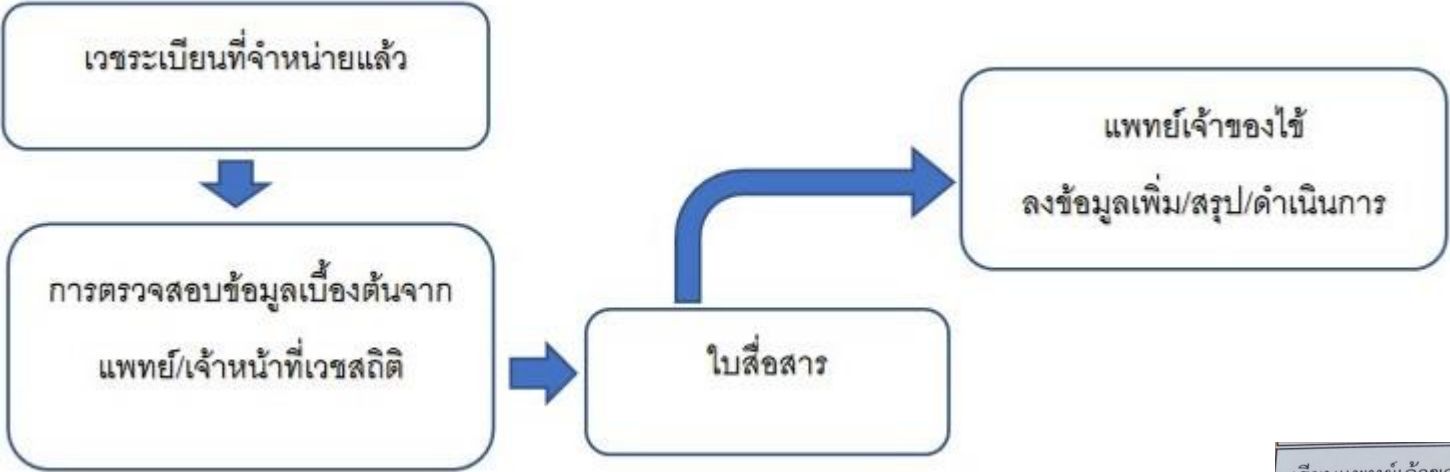 เวชระเบียนที่จำหน่ายแล้ว
การตรวจสอบข้อมูลเบื้องต้นจาก
แพทย์/เจ้าหน้าที่เวชสถิติ
ใบสื่อสาร
แพทย์เจ้าของไข้
ลงข้อมูลเพิ่ม/สรุป/ดำเนินการ